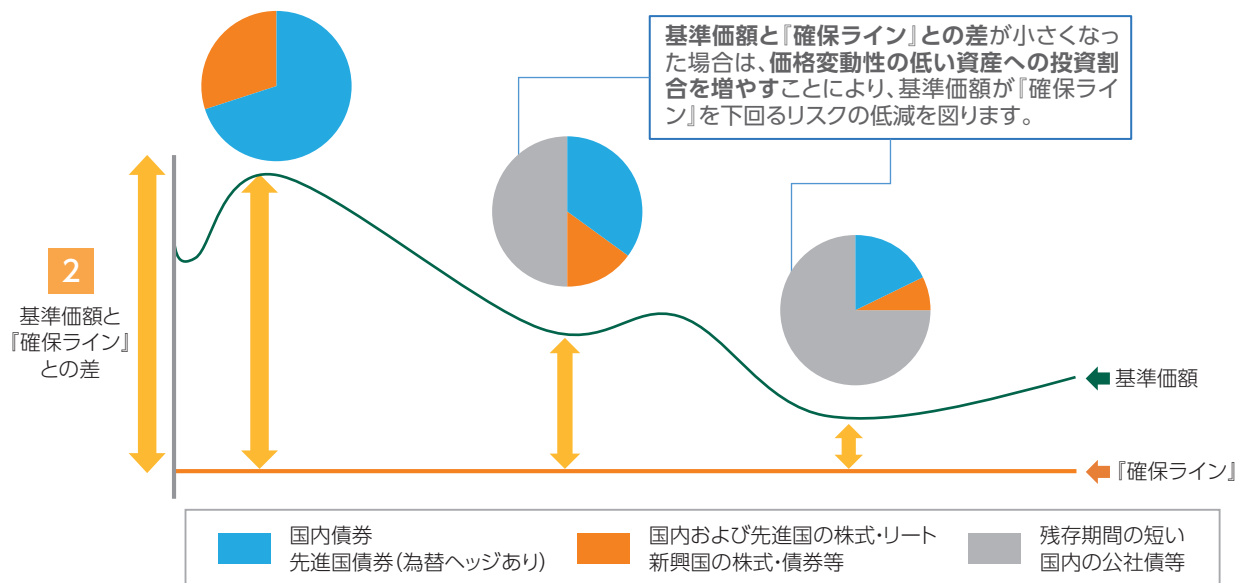 基準価額と『確保ライン』との差が小さくなっ
た場合は、価格変動性の低い資産への投資割
合を増やすことにより、基準価額が『確保ライ
ン』を下回るリスクの低減を図ります。
2
基準価額と
『確保ライン』
との差
基準価額
『確保ライン』
国内債券
先進国債券(為替ヘッジあり)
国内および先進国の株式・リート
新興国の株式・債券等
残存期間の短い
国内の公社債等